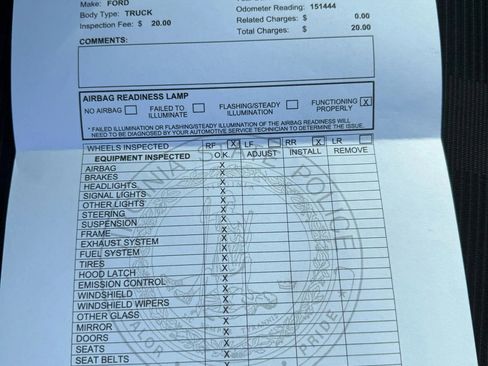 Make: FORD
Body Type: TRUCK
Inspection Fee: $ 20.00
Odometer Reading: 151444
Related Charges: $ 0.00
Total Charges: $ 20.00
COMMENTS:
AIRBAG READINESS LAMP
NO AIRBAG FAILED TO ILLUMINATE FLASHING/STEADY ILLUMINATION FUNCTIONING PROPERLY X
* FAILED ILLUMINATION OR FLASHING/STEADY ILLUMINATION OF THE AIRBAG READINESS WILL
NEED TO BE DIAGNOSED BY YOUR AUTOMOTIVE SERVICE TECHNICIAN TO DETERMINE THE ISSUE.
WHEELS INSPECTED RF X LF RR X LR
EQUIPMENT INSPECTED O.K. ADJUST INSTALL REMOVE
AIRBAG X
BRAKES X
HEADLIGHTS X
SIGNAL LIGHTS X
OTHER LIGHTS X
STEERING X
SUSPENSION X
FRAME X
EXHAUST SYSTEM X
FUEL SYSTEM X
TIRES X
HOOD LATCH X
EMISSION CONTROL X
WINDSHIELD X
WINDSHIELD WIPERS X
OTHER GLASS X
MIRROR X
DOORS X
SEATS X
SEAT BELTS X
VIRGINIA STATE POLICE
VALOR
PRIDE